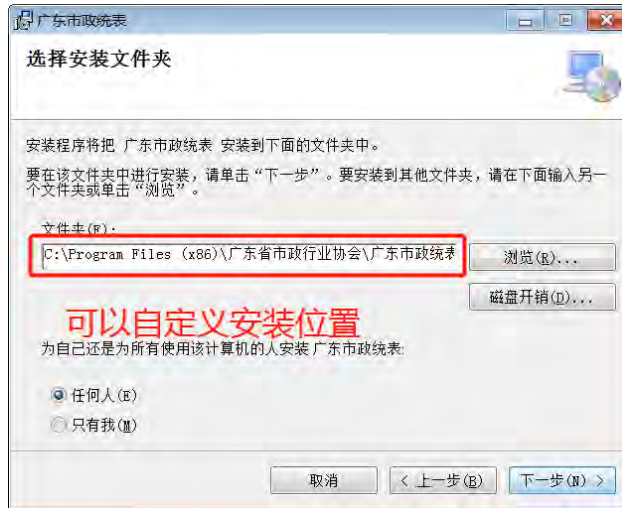 广东市政统表
选择安装文件夹
安装程序将把 广东市政统表 安装到下面的文件夹中。
要在该文件夹中进行安装，请单击“下一步”。要安装到其他文件夹，请在下面输入另一
个文件夹或单击“浏览”。
文件夹(F):
C:\Program Files (x86)\广东省市政行业协会\广东市政统表
浏览(R)...
磁盘开销(D)...
可以自定义安装位置
为自己还是为所有使用该计算机的人安装 广东市政统表:
任何人(E)
只有我(M)
取消
< 上一步(B)
下一步(N) >